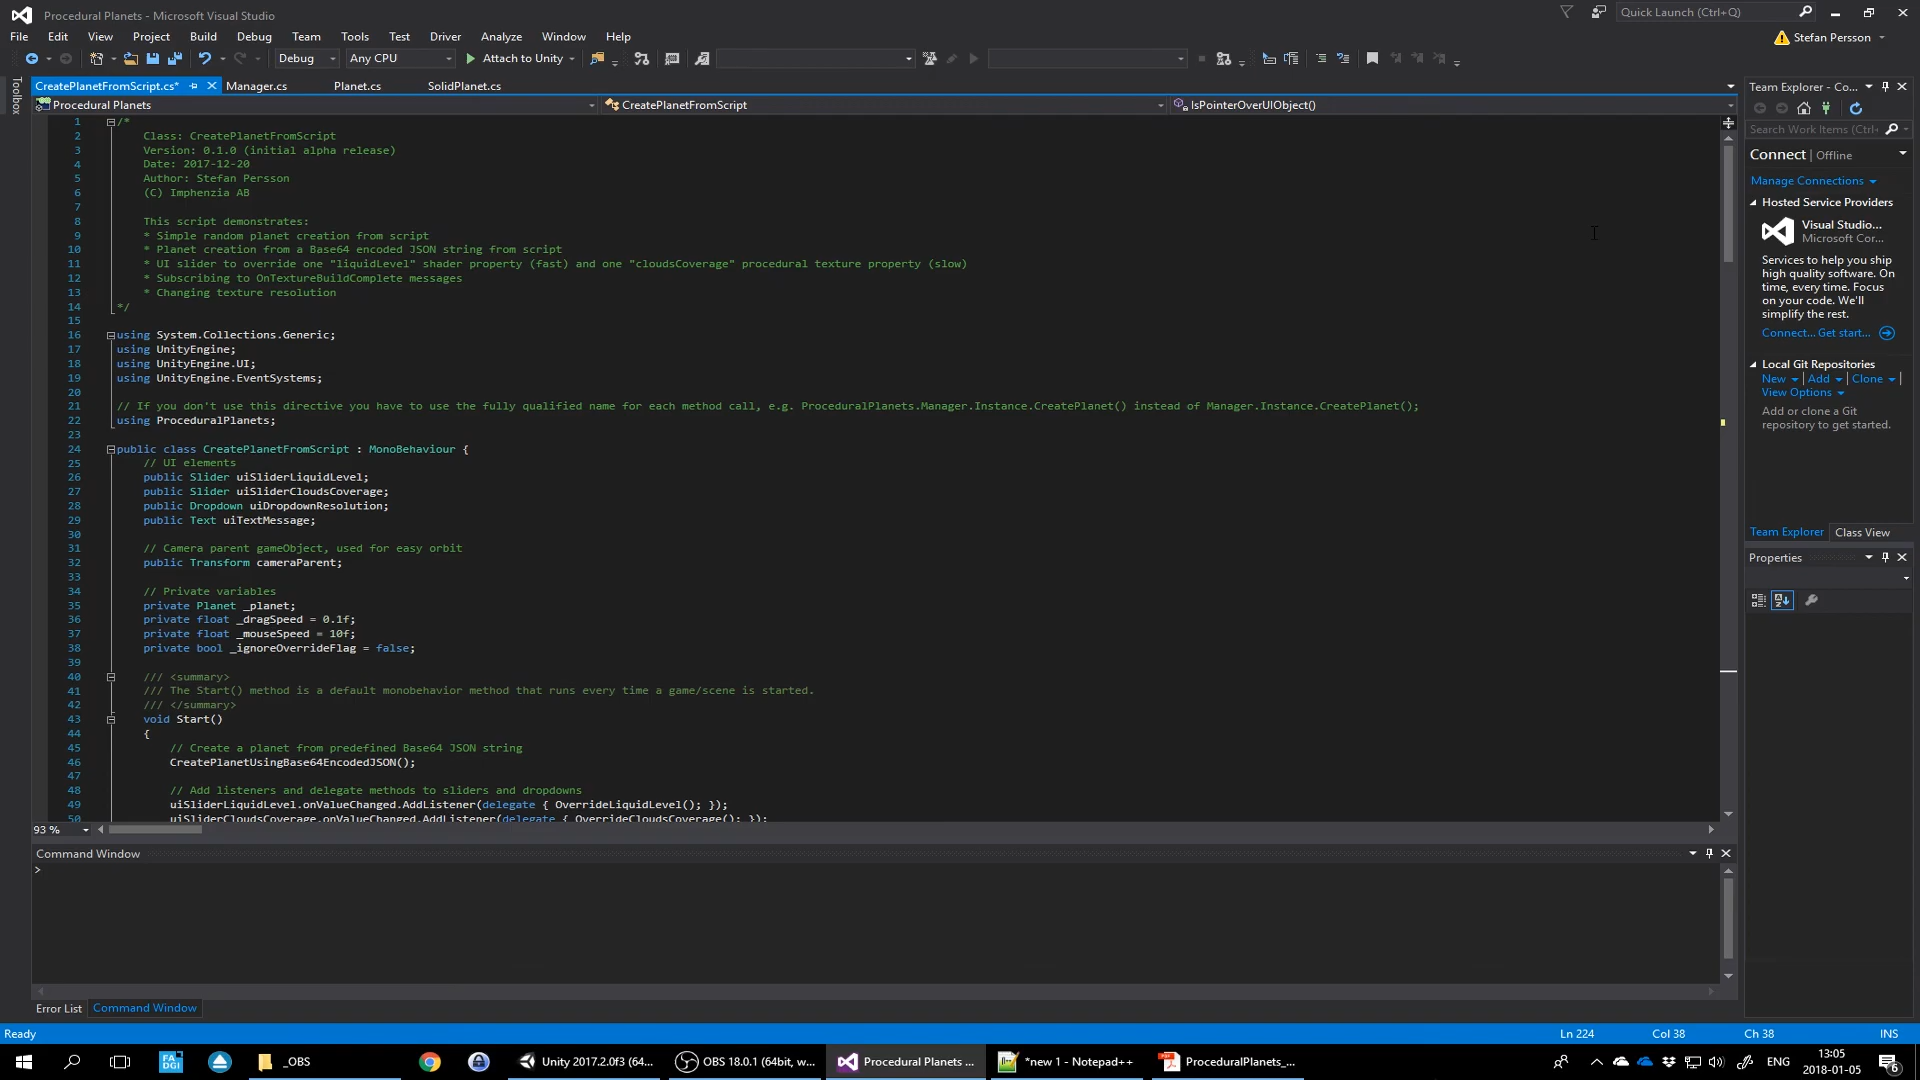 Procedural Planets - Microsoft Visual Studio
Quick Launch (Ctrl+Q)
File Edit View Project Build Debug Team Tools Test Driver Analyze Window Help
Stefan Persson
Debug Any CPU Attach to Unity
Toolbox
CreatePlanetFromScript.cs* Manager.cs Planet.cs SolidPlanet.cs
Procedural Planets CreatePlanetFromScript IsPointerOverUIObject()
1 /*
2 Class: CreatePlanetFromScript
3 Version: 0.1.0 (initial alpha release)
4 Date: 2017-12-20
5 Author: Stefan Persson
6 (C) Imphenzia AB
7
8 This script demonstrates:
9 * Simple random planet creation from script
10 * Planet creation from a Base64 encoded JSON string from script
11 * UI slider to override one "liquidLevel" shader property (fast) and one "cloudsCoverage" procedural texture property (slow)
12 * Subscribing to OnTextureBuildComplete messages
13 * Changing texture resolution
14 */
15
16 using System.Collections.Generic;
17 using UnityEngine;
18 using UnityEngine.UI;
19 using UnityEngine.EventSystems;
20
21 // If you don't use this directive you have to use the fully qualified name for each method call, e.g. ProceduralPlanets.Manager.Instance.CreatePlanet() instead of Manager.Instance.CreatePlanet();
22 using ProceduralPlanets;
23
24 public class CreatePlanetFromScript : MonoBehaviour {
25 // UI elements
26 public Slider uiSliderLiquidLevel;
27 public Slider uiSliderCloudsCoverage;
28 public Dropdown uiDropdownResolution;
29 public Text uiTextMessage;
30
31 // Camera parent gameObject, used for easy orbit
32 public Transform cameraParent;
33
34 // Private variables
35 private Planet _planet;
36 private float _dragSpeed = 0.1f;
37 private float _mouseSpeed = 10f;
38 private bool _ignoreOverrideFlag = false;
39
40 /// <summary>
41 /// The Start() method is a default monobehavior method that runs every time a game/scene is started.
42 /// </summary>
43 void Start()
44 {
45 // Create a planet from predefined Base64 JSON string
46 CreatePlanetUsingBase64EncodedJSON();
47
48 // Add listeners and delegate methods to sliders and dropdowns
49 uiSliderLiquidLevel.onValueChanged.AddListener(delegate { OverrideLiquidLevel(); });
50 uiSliderCloudsCoverage.onValueChanged.AddListener(delegate { OverrideCloudsCoverage(); });
93 %
Command Window
>
Error List Command Window
Team Explorer - Co...
Search Work Items (Ctrl+
Connect | Offline
Manage Connections
Hosted Service Providers
Visual Studio...
Microsoft Cor...
Services to help you ship
high quality software. On
time, every time. Focus
on your code. We'll
simplify the rest.
Connect... Get start...
Local Git Repositories
New | Add | Clone |
View Options
Add or clone a Git
repository to get started.
Team Explorer Class View
Properties
Ready Ln 224 Col 38 Ch 38 INS
FA
DGI
_OBS
Unity 2017.2.0f3 (64...
OBS 18.0.1 (64bit, w...
Procedural Planets ...
*new 1 - Notepad++
ProceduralPlanets_...
ENG
13:05
2018-01-05
6